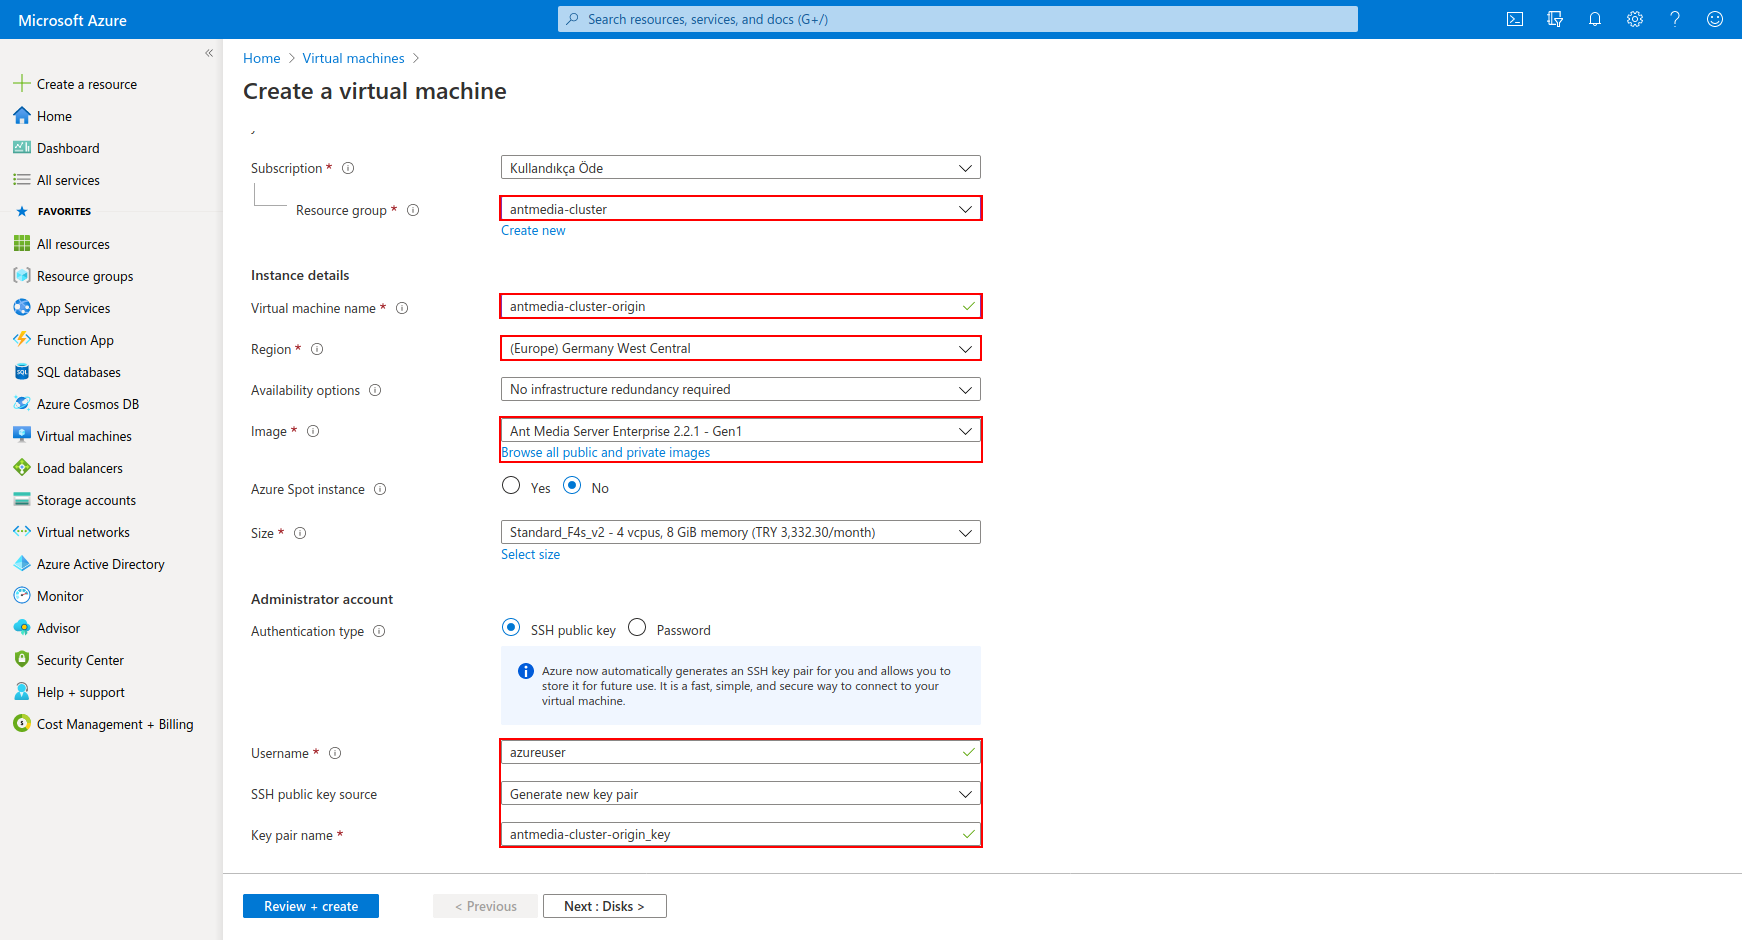 Microsoft Azure
Search resources, services, and docs (G+/)
Create a resource
Home
Dashboard
All services
FAVORITES
All resources
Resource groups
App Services
Function App
SQL databases
Azure Cosmos DB
Virtual machines
Load balancers
Storage accounts
Virtual networks
Azure Active Directory
Monitor
Advisor
Security Center
Help + support
Cost Management + Billing
Home > Virtual machines >
Create a virtual machine
Subscription * Kullandıkça Öde
Resource group * antmedia-cluster
Create new
Instance details
Virtual machine name * antmedia-cluster-origin
Region * (Europe) Germany West Central
Availability options No infrastructure redundancy required
Image * Ant Media Server Enterprise 2.2.1 - Gen1
Browse all public and private images
Azure Spot instance Yes No
Size * Standard_F4s_v2 - 4 vcpus, 8 GiB memory (TRY 3,332.30/month)
Select size
Administrator account
Authentication type SSH public key Password
Azure now automatically generates an SSH key pair for you and allows you to
store it for future use. It is a fast, simple, and secure way to connect to your
virtual machine.
Username * azureuser
SSH public key source Generate new key pair
Key pair name * antmedia-cluster-origin_key
Review + create < Previous Next : Disks >